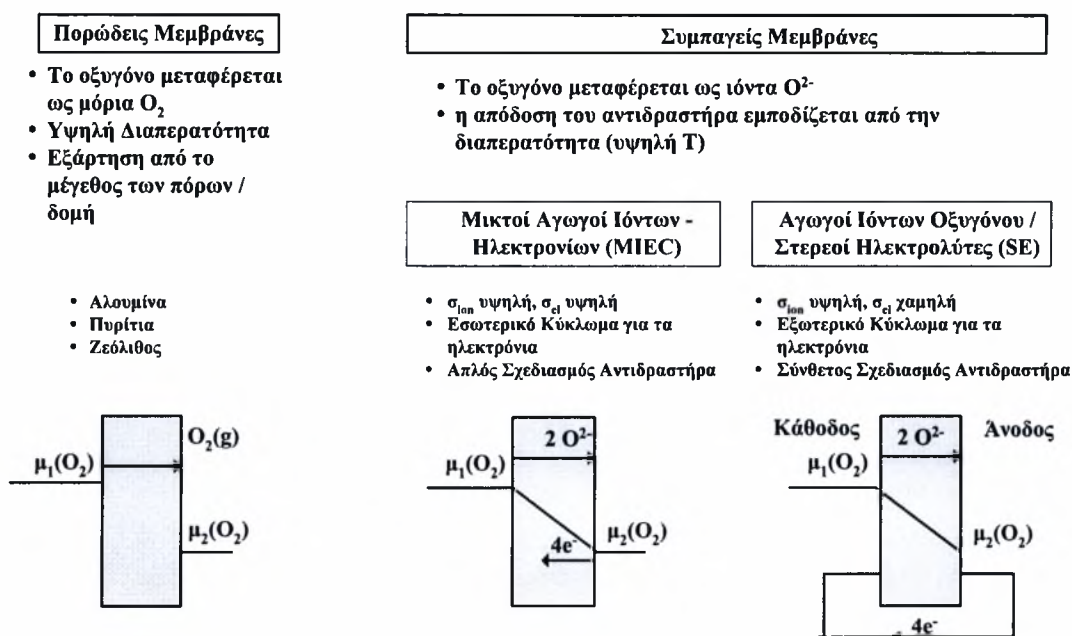 Πορώδεις Μεμβράνες
• Το οξυγόνο μεταφέρεται
ως μόρια O₂
• Υψηλή Διαπερατότητα
• Εξάρτηση από το
μέγεθος των πόρων /
δομή
• Αλουμίνα
• Πυρίτια
• Ζεόλιθος
μ₁(O₂)
O₂(g)
μ₂(O₂)
Συμπαγείς Μεμβράνες
• Το οξυγόνο μεταφέρεται ως ιόντα O²⁻
• η απόδοση του αντιδραστήρα εμποδίζεται από την
διαπερατότητα (υψηλή T)
Μικτοί Αγωγοί Ιόντων -
Ηλεκτρονίων (MIEC)
• σᵢₒₙ υψηλή, σₑₗ υψηλή
• Εσωτερικό Κύκλωμα για τα
ηλεκτρόνια
• Απλός Σχεδιασμός Αντιδραστήρα
2 O²⁻
μ₁(O₂)
μ₂(O₂)
4e⁻
Αγωγοί Ιόντων Οξυγόνου /
Στερεοί Ηλεκτρολύτες (SE)
• σᵢₒₙ υψηλή, σₑₗ χαμηλή
• Εξωτερικό Κύκλωμα για τα
ηλεκτρόνια
• Σύνθετος Σχεδιασμός Αντιδραστήρα
Κάθοδος
2 O²⁻
Άνοδος
μ₁(O₂)
μ₂(O₂)
4e⁻